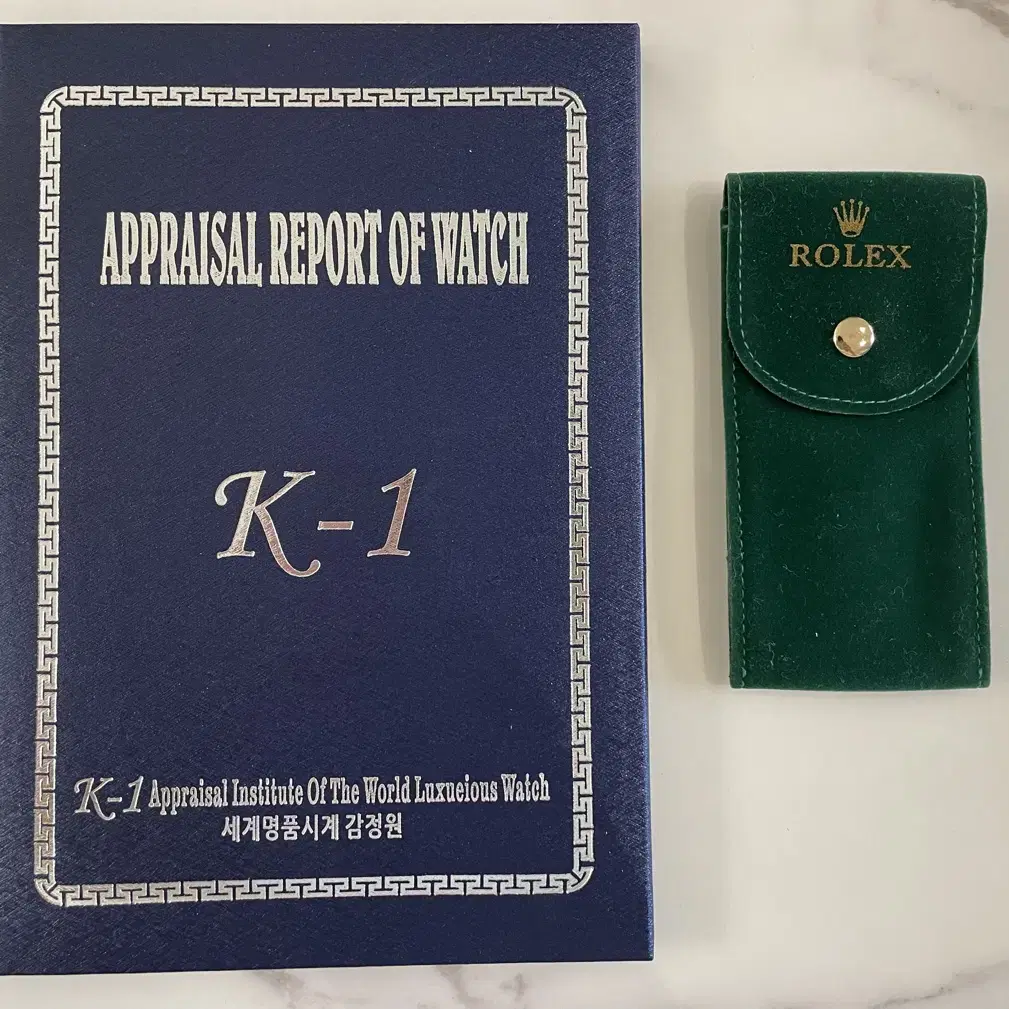 APPRAISAL REPORT OF WATCH
K-1
K-1 Appraisal Institute Of The World Luxueious Watch
세계명품시계 감정원
ROLEX